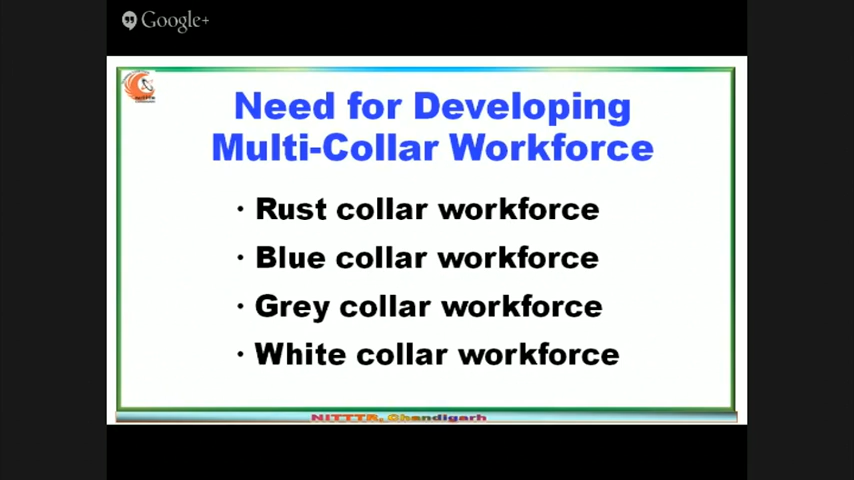 Google+
Need for Developing
Multi-Collar Workforce
· Rust collar workforce
· Blue collar workforce
· Grey collar workforce
· White collar workforce
NITTTR, Chandigarh